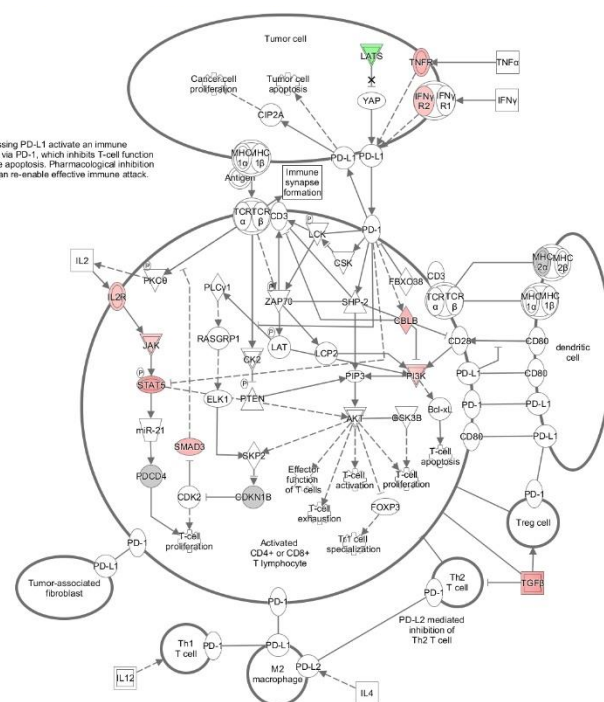 Tumor cell
LATS
TNFR
TNFα
Cancer cell
proliferation
Tumor cell
apoptosis
IFNγ
R2
IFNγ
R1
IFNγ
YAP
CIP2A
ssing PD-L1 activate an immune
via PD-1, which inhibits T-cell function
e apoptosis. Pharmacological inhibition
an re-enable effective immune attack.
PD-L1
PD-L1
MHC
1α
MHC
1β
Antigen
Immune
synapse
formation
TCR
α
TCR
β
CD3
P
LCK
PD-1
CSK
IL2
P
PKCθ
FBXO38
CD3
MHC
2α
MHC
2β
IL2R
PLCγ1
P
ZAP70
SHP-2
TCR
α
TCR
β
MHC
1α
MHC
1β
CBLB
RASGRP1
P
LAT
CD28
CD80
dendritic
cell
JAK
CK2
LCP2
PIP3
PI3K
PD-L1
CD80
P
STAT5
ELK1
P
PTEN
Bcl-xL
PD-1
PD-L1
miR-21
AKT
GSK3B
SMAD3
SKP2
T-cell
apoptosis
CD80
PD-L1
PDCD4
Effector
function
of T-cells
T-cell
activation
T-cell
proliferation
CDK2
CDKN1B
FOXP3
PD-1
T-cell
exhaustion
Treg cell
T-cell
proliferation
Activated
CD4+ or CD8+
T lymphocyte
Tr1 cell
specialization
PD-1
PD-L1
Tumor-associated
fibroblast
Th2
T cell
TGFβ
PD-1
PD-1
PD-L2 mediated
inhibition of
Th2 T cell
Th1
T cell
PD-1
PD-L1
PD-L2
M2
macrophage
IL12
IL4